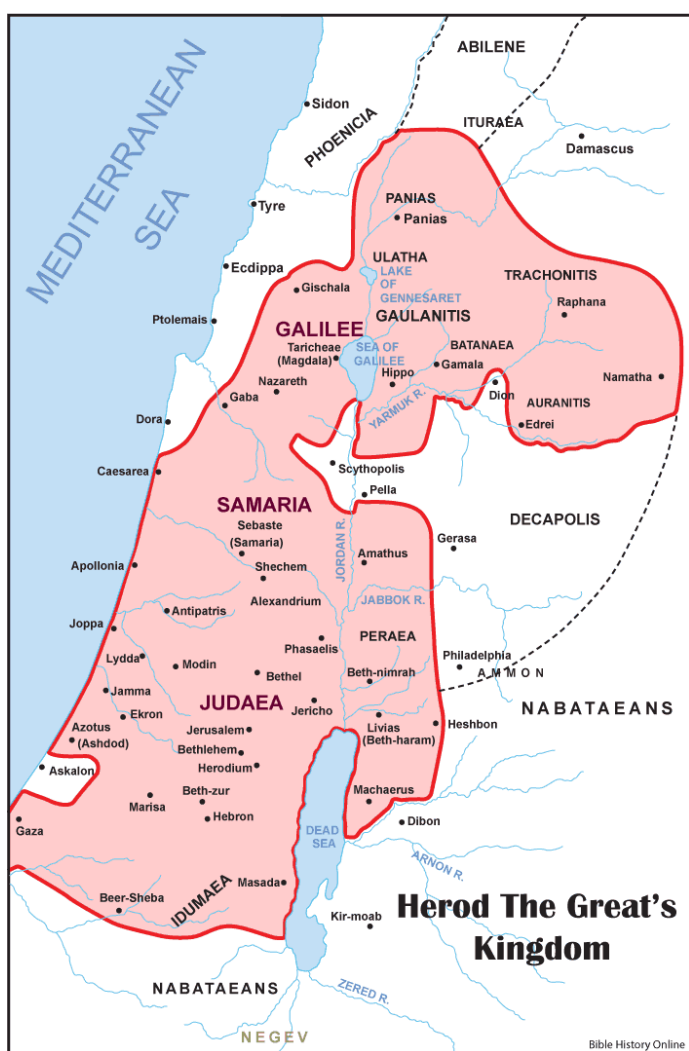 ABILENE
MEDITERRANEAN
SEA
Sidon
PHOENICIA
ITURAEA
Damascus
Tyre
PANIAS
Panias
Ecdippa
ULATHA
LAKE
OF
GENNESARET
TRACHONITIS
Gischala
Raphana
Ptolemais
GALILEE
GAULANITIS
Taricheae
(Magdala)
SEA OF
GALILEE
BATANAEA
Gamala
Hippo
Nazareth
Namatha
Dion
Gaba
AURANITIS
YARMUK R.
Dora
Edrei
Caesarea
Scythopolis
Pella
SAMARIA
DECAPOLIS
Sebaste
(Samaria)
JORDAN R.
Gerasa
Amathus
Apollonia
Shechem
Alexandrium
JABBOK R.
Antipatris
Joppa
Phasaelis
PERAEA
Lydda
Modin
Bethel
Philadelphia
AMMON
Beth-nimrah
Jamma
JUDAEA
Jericho
NABATAEANS
Ekron
Azotus
(Ashdod)
Jerusalem
Livias
(Beth-haram)
Heshbon
Bethlehem
Herodium
Askalon
Marisa
Beth-zur
Hebron
Machaerus
Gaza
Dibon
DEAD
SEA
ARNON R.
Masada
IDUMAEA
Beer-Sheba
Kir-moab
Herod The Great's
Kingdom
NABATAEANS
ZERED R.
NEGEV
Bible History Online